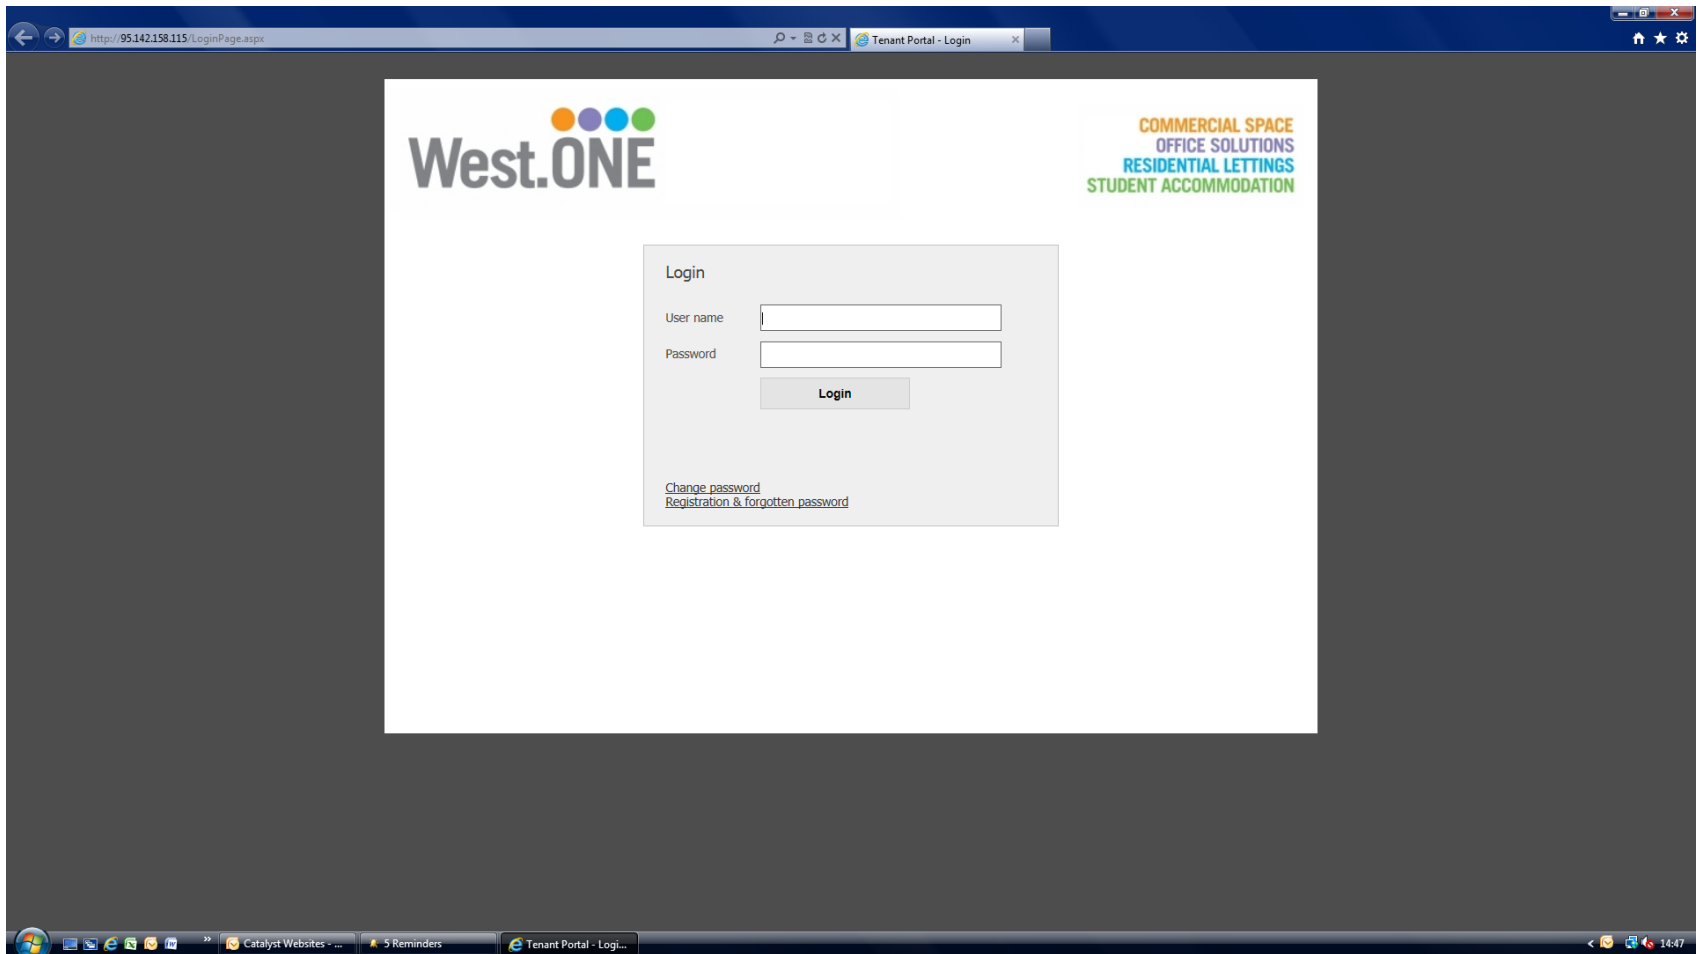 http://95.142.158.115/LoginPage.aspx
Tenant Portal - Login
West.ONE
COMMERCIAL SPACE
OFFICE SOLUTIONS
RESIDENTIAL LETTINGS
STUDENT ACCOMMODATION
Login
User name
Password
Login
Change password
Registration & forgotten password
Catalyst Websites - ...
5 Reminders
Tenant Portal - Logi...
14:47